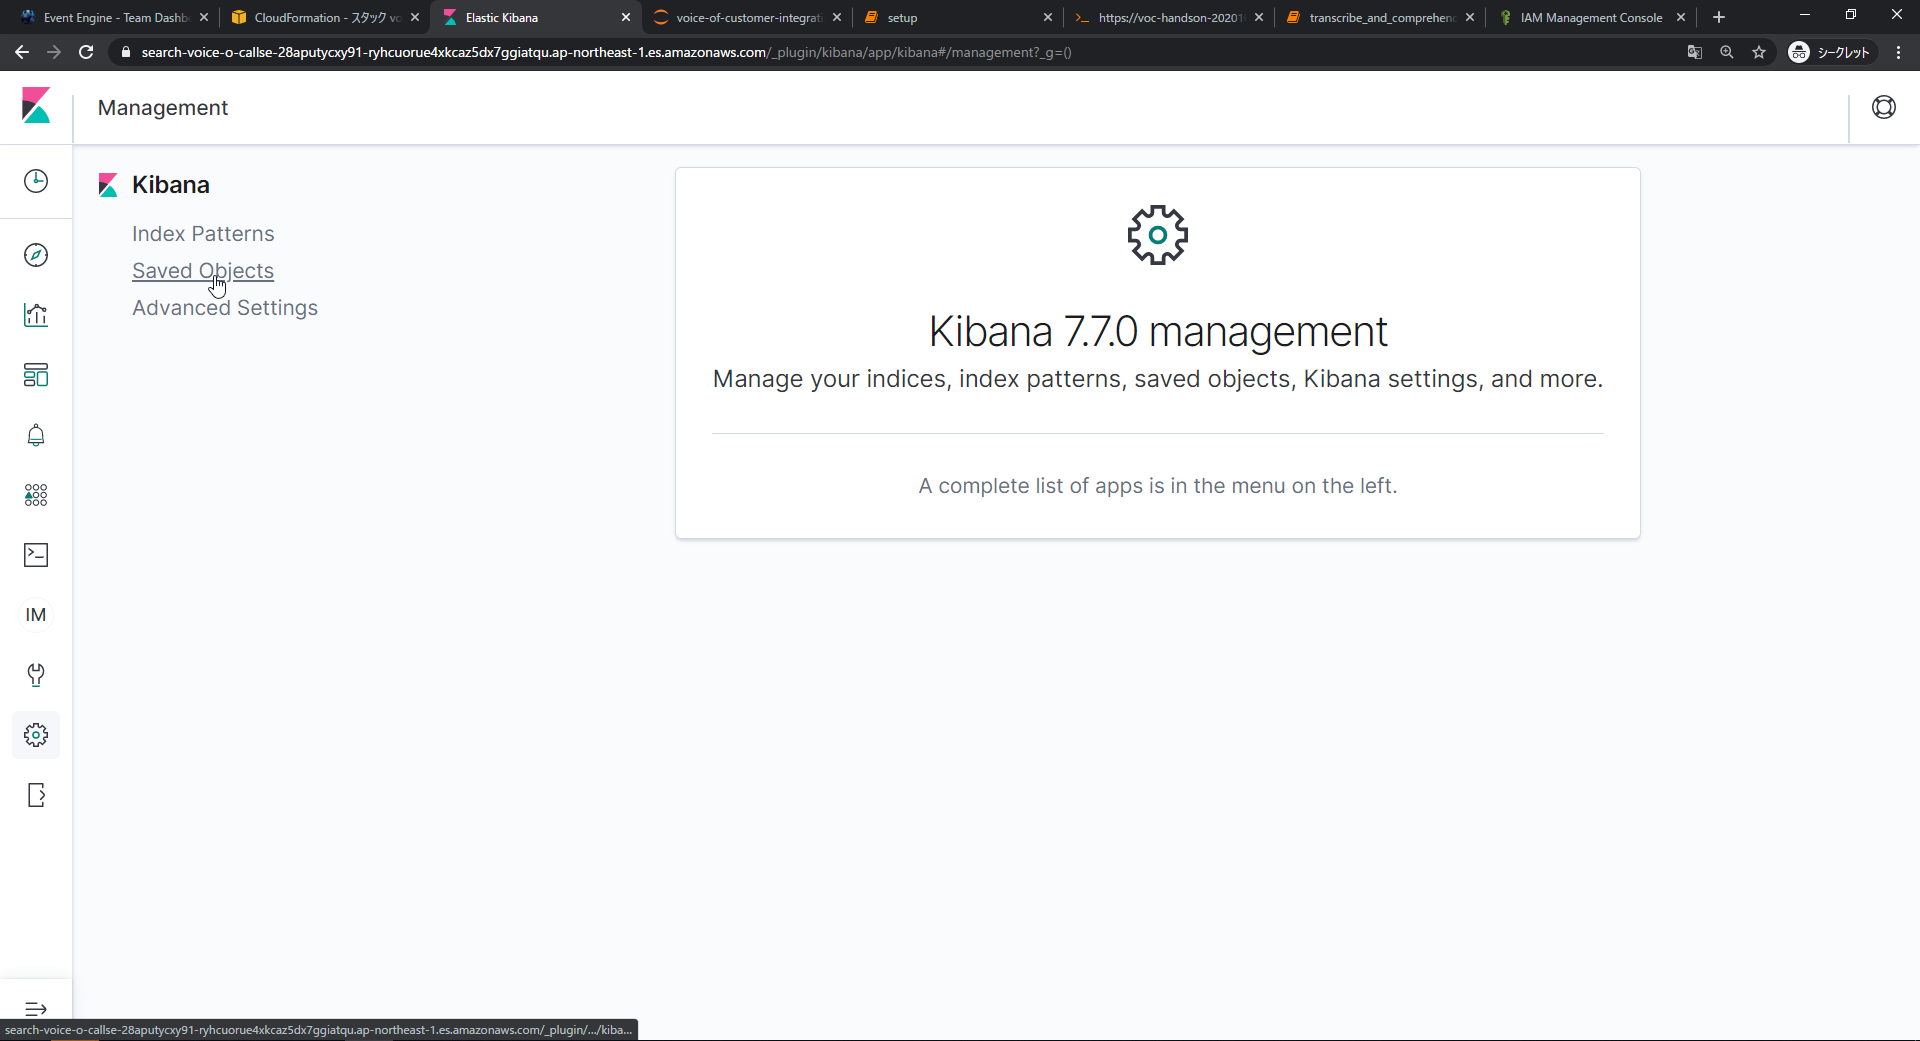 Event Engine - Team Dashb
CloudFormation - スタック vo
Elastic Kibana
voice-of-customer-integrati
setup
https://voc-handson-20201
transcribe_and_comprehen
IAM Management Console
search-voice-o-callse-28aputycxy91-ryhcuorue4xkcaz5dx7ggiatqu.ap-northeast-1.es.amazonaws.com/_plugin/kibana/app/kibana#/management?_g=()
シークレット
Management
Kibana
Index Patterns
Saved Objects
Advanced Settings
Kibana 7.7.0 management
Manage your indices, index patterns, saved objects, Kibana settings, and more.
A complete list of apps is in the menu on the left.
IM
search-voice-o-callse-28aputycxy91-ryhcuorue4xkcaz5dx7ggiatqu.ap-northeast-1.es.amazonaws.com/_plugin/.../kiba...